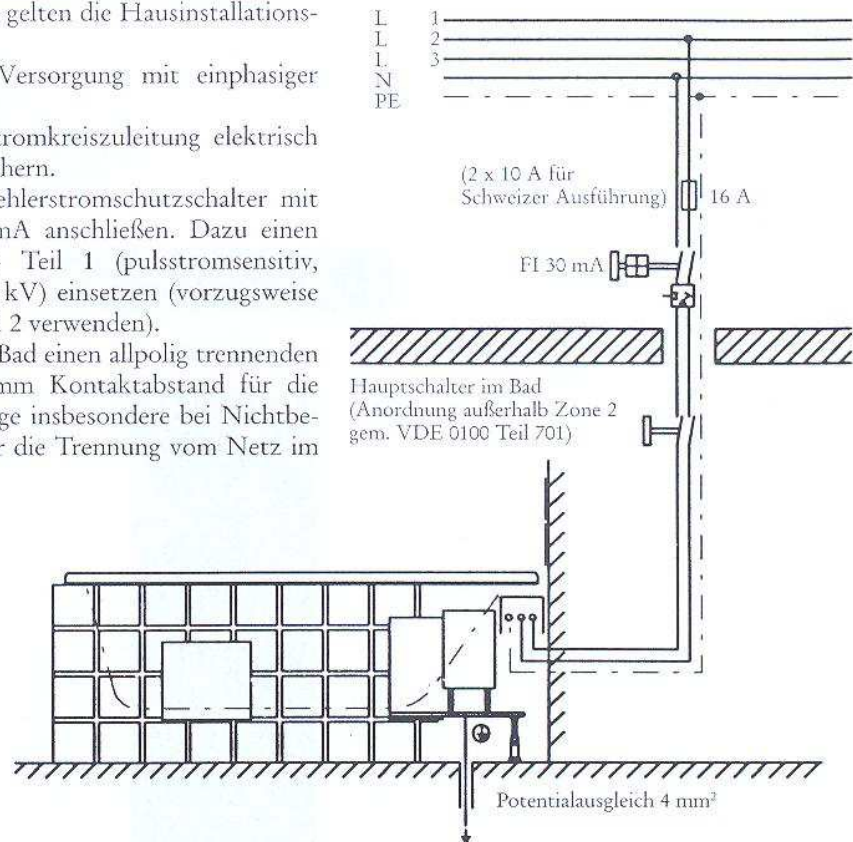 gelten die Hausinstallations-
Versorgung mit einphasiger
tromkreiszuleitung elektrisch
hern.
ehlerstromschutzschalter mit
mA anschließen. Dazu einen
Teil 1 (pulsstromsensitiv,
kV) einsetzen (vorzugsweise
2 verwenden).
Bad einen allpolig trennenden
mm Kontaktabstand für die
ge insbesondere bei Nichtbe-
r die Trennung vom Netz im
L 1
L 2
L 3
N
PE
(2 x 10 A für
Schweizer Ausführung)
16 A
FI 30 mA
Hauptschalter im Bad
(Anordnung außerhalb Zone 2
gem. VDE 0100 Teil 701)
Potentialausgleich 4 mm²